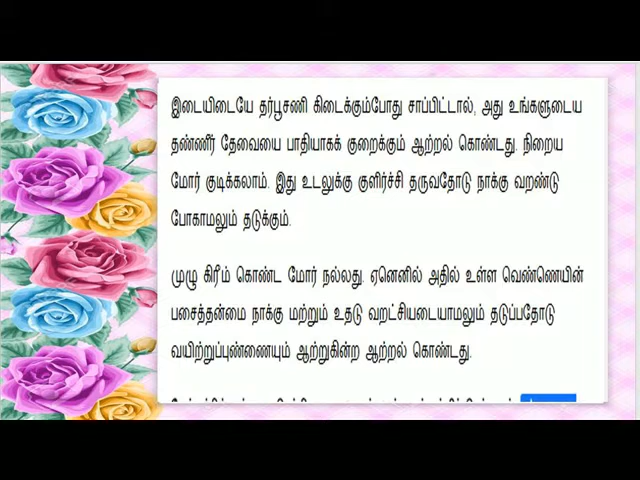 இடையிடையே தர்பூசணி கிடைக்கும்போது சாப்பிட்டால், அது உங்களுடைய
தண்ணீர் தேவையை பாதியாகக் குறைக்கும் ஆற்றல் கொண்டது. நிறைய
மோர் குடிக்கலாம். இது உடலுக்கு குளிர்ச்சி தருவதோடு நாக்கு வறண்டு
போகாமலும் தடுக்கும்.
முழு கிரீம் கொண்ட மோர் நல்லது. ஏனெனில் அதில் உள்ள வெண்ணெயின்
பசைத்தன்மை நாக்கு மற்றும் உதடு வறட்சியடையாமலும் தடுப்பதோடு
வயிற்றுப்புண்ணையும் ஆற்றுகின்ற ஆற்றல் கொண்டது.